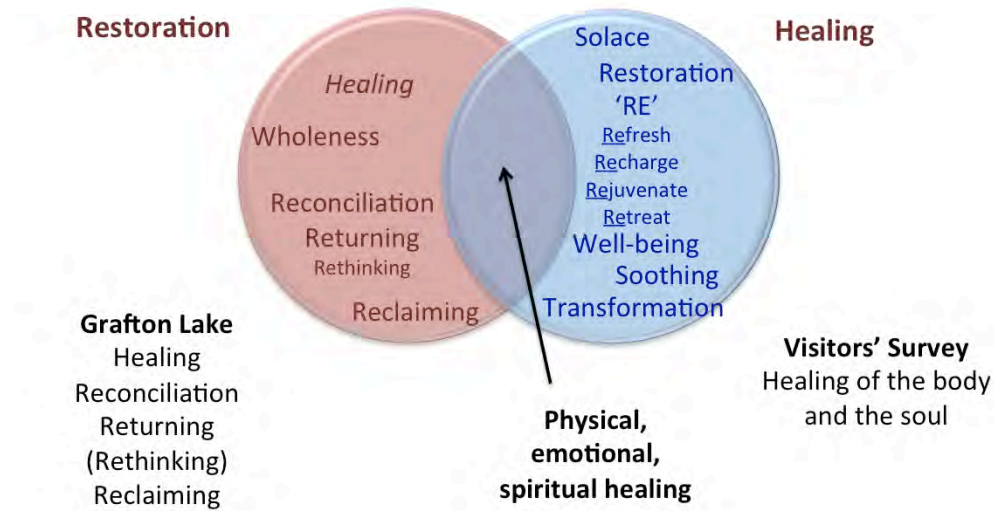 Restoration
Healing
Healing
Wholeness
Reconciliation
Returning
Rethinking
Reclaiming
Solace
Restoration
‘RE’
Refresh
Recharge
Rejuvenate
Retreat
Well-being
Soothing
Transformation
Grafton Lake
Healing
Reconciliation
Returning
(Rethinking)
Reclaiming
Physical,
emotional,
spiritual healing
Visitors’ Survey
Healing of the body
and the soul